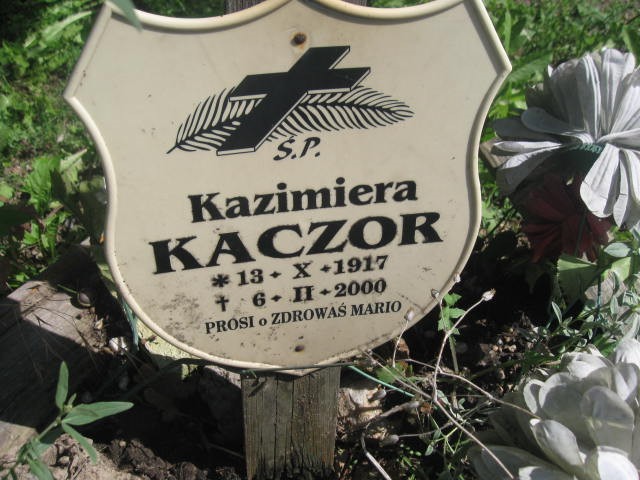 Ś.P.
Kazimiera
KACZOR
* 13 + X + 1917
† 6 + II + 2000
PROSI o ZDROWAŚ MARIO